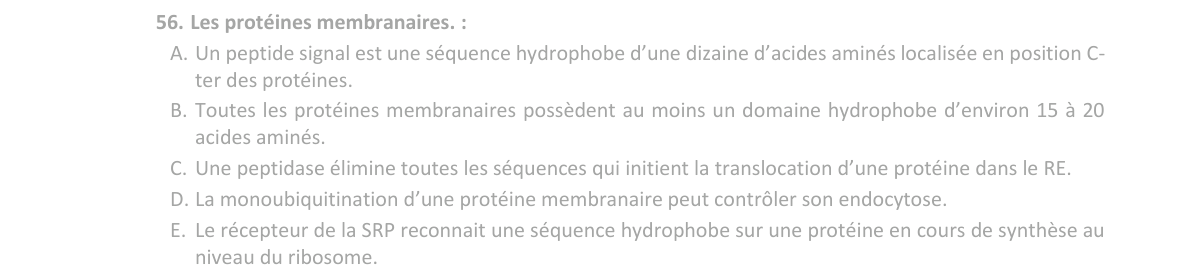 56. Les protéines membranaires. :
A. Un peptide signal est une séquence hydrophobe d’une dizaine d’acides aminés localisée en position C-
ter des protéines.
B. Toutes les protéines membranaires possèdent au moins un domaine hydrophobe d’environ 15 à 20
acides aminés.
C. Une peptidase élimine toutes les séquences qui initient la translocation d’une protéine dans le RE.
D. La monoubiquitination d’une protéine membranaire peut contrôler son endocytose.
E. Le récepteur de la SRP reconnait une séquence hydrophobe sur une protéine en cours de synthèse au
niveau du ribosome.